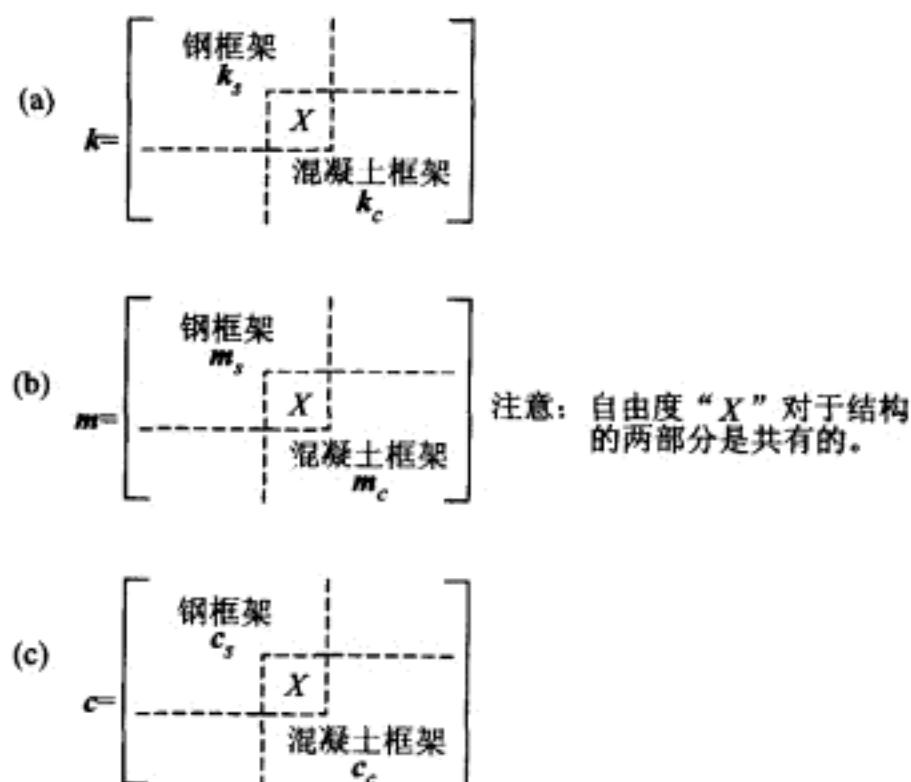 (a)
k=
钢框架
k_s
X
混凝土框架
k_c
(b)
m=
钢框架
m_s
X
混凝土框架
m_c
注意：自由度“X”对于结构
的两部分是共有的。
(c)
c=
钢框架
c_s
X
混凝土框架
c_c